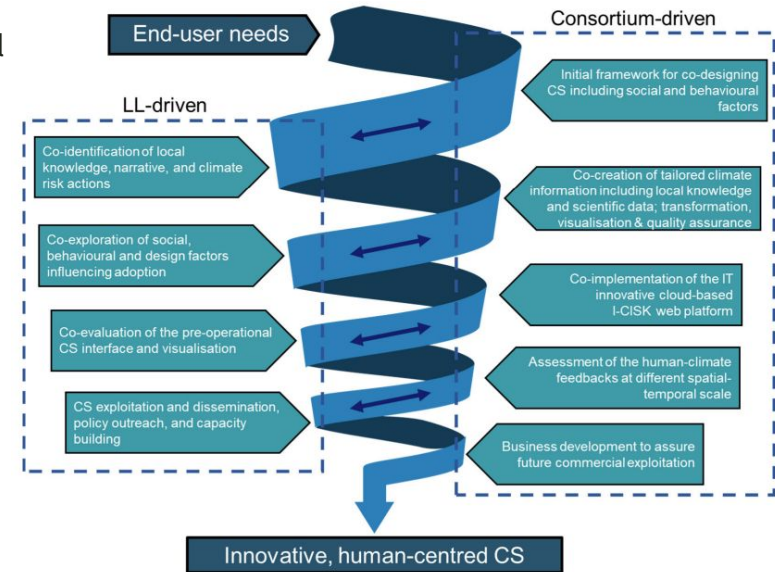 End-user needs
Consortium-driven
LL-driven
Initial framework for co-designing
CS including social and behavioural
factors
Co-identification of local
knowledge, narrative, and climate
risk actions
Co-creation of tailored climate
information including local knowledge
and scientific data; transformation,
visualisation & quality assurance
Co-exploration of social,
behavioural and design factors
influencing adoption
Co-implementation of the IT
innovative cloud-based
I-CISK web platform
Co-evaluation of the pre-operational
CS interface and visualisation
Assessment of the human-climate
feedbacks at different spatial-
temporal scale
CS exploitation and dissemination,
policy outreach, and capacity
building
Business development to assure
future commercial exploitation
Innovative, human-centred CS